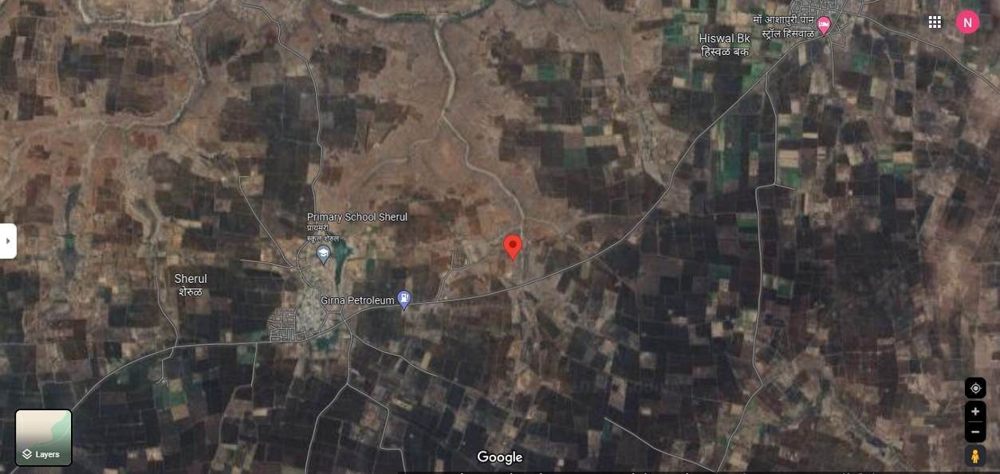 माँ आशापुरी पान
स्ट्रॉल हिसवाळ
N
Hiswal Bk
हिस्वळ बक
Primary School Sherul
प्रायमरी
स्कूल शेरुळ
Sherul
शेरुळ
Girna Petroleum
Layers
Google